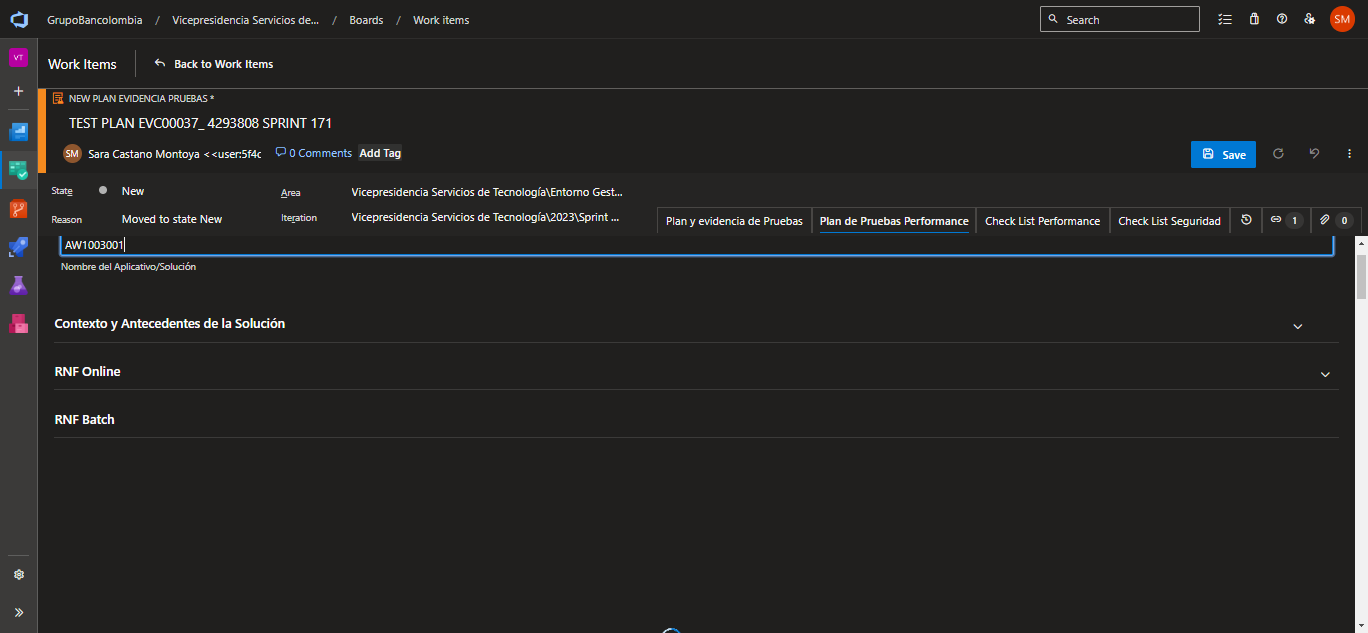 GrupoBancolombia / Vicepresidencia Servicios de... / Boards / Work items
Search
SM
VT
Work Items
Back to Work Items
NEW PLAN EVIDENCIA PRUEBAS *
TEST PLAN EVC00037_ 4293808 SPRINT 171
SM Sara Castano Montoya <<user:5f4c
0 Comments
Add Tag
Save
State
New
Area
Vicepresidencia Servicios de Tecnología\Entorno Gest...
Reason
Moved to state New
Iteration
Vicepresidencia Servicios de Tecnología\2023\Sprint ...
Plan y evidencia de Pruebas
Plan de Pruebas Performance
Check List Performance
Check List Seguridad
1
0
AW1003001
Nombre del Aplicativo/Solución
Contexto y Antecedentes de la Solución
RNF Online
RNF Batch